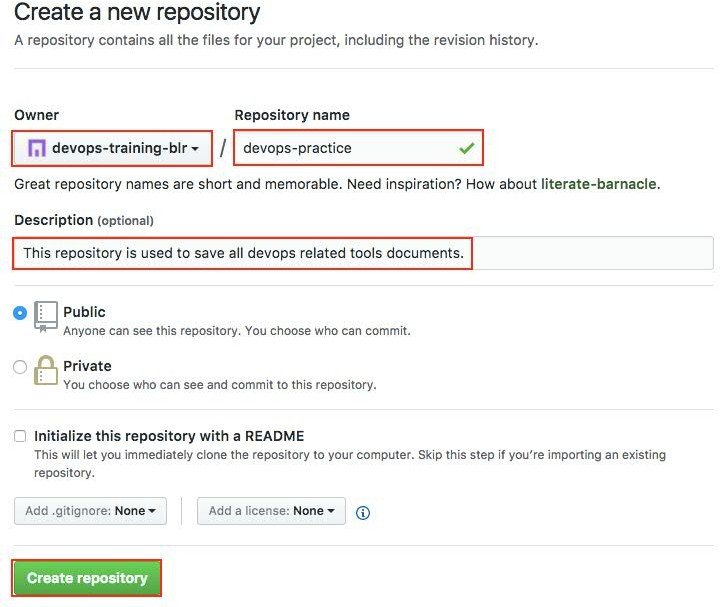 Create a new repository
A repository contains all the files for your project, including the revision history.
Owner
Repository name
devops-training-blr / devops-practice
Great repository names are short and memorable. Need inspiration? How about literate-barnacle.
Description (optional)
This repository is used to save all devops related tools documents.
Public
Anyone can see this repository. You choose who can commit.
Private
You choose who can see and commit to this repository.
Initialize this repository with a README
This will let you immediately clone the repository to your computer. Skip this step if you’re importing an existing
repository.
Add .gitignore: None
Add a license: None
Create repository